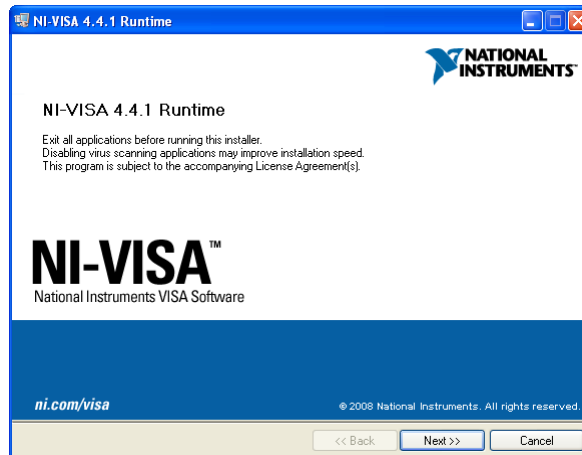 NI-VISA 4.4.1 Runtime
NATIONAL
INSTRUMENTS™
NI-VISA 4.4.1 Runtime
Exit all applications before running this installer.
Disabling virus scanning applications may improve installation speed.
This program is subject to the accompanying License Agreement(s).
NI-VISA™
National Instruments VISA Software
ni.com/visa
© 2008 National Instruments. All rights reserved.
<< Back
Next >>
Cancel